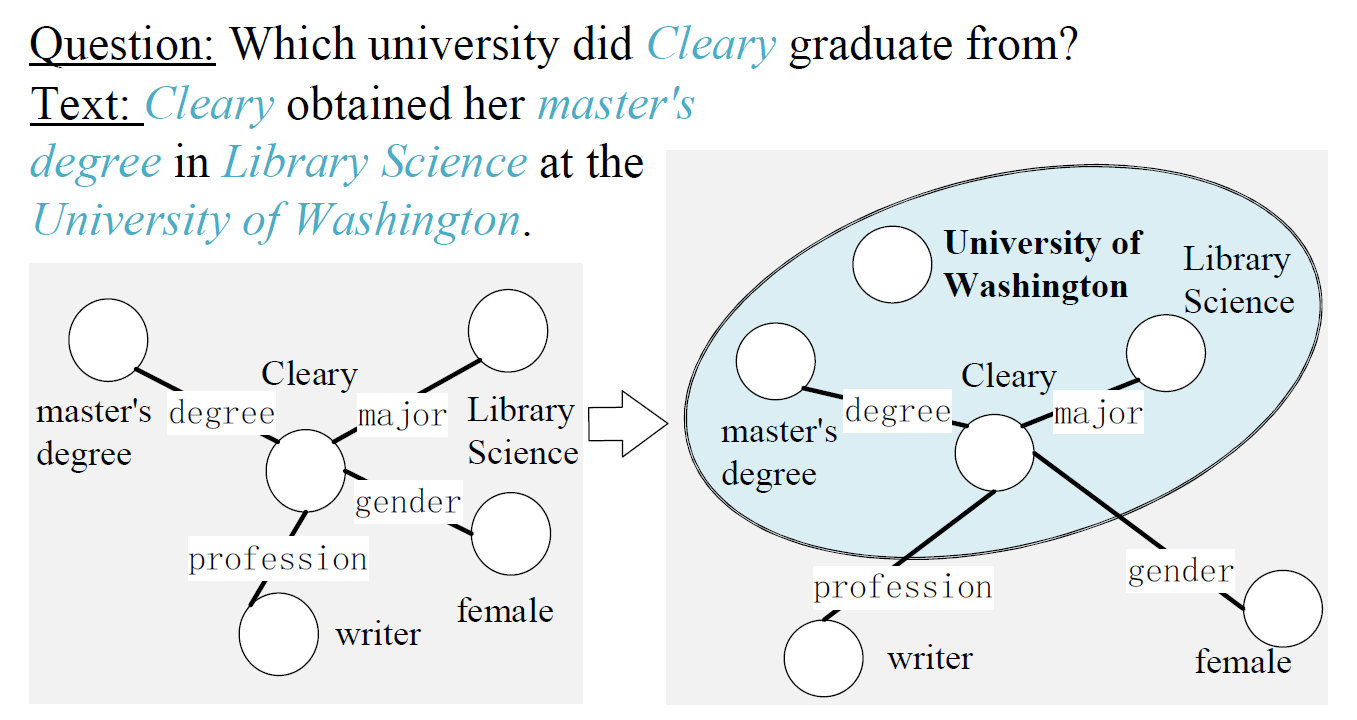 Question: Which university did Cleary graduate from?
Text: Cleary obtained her master's
degree in Library Science at the
University of Washington.
Cleary
master's
degree
degree
major
Library
Science
gender
profession
female
writer
University of
Washington
Library
Science
Cleary
degree
major
master's
degree
gender
profession
writer
female